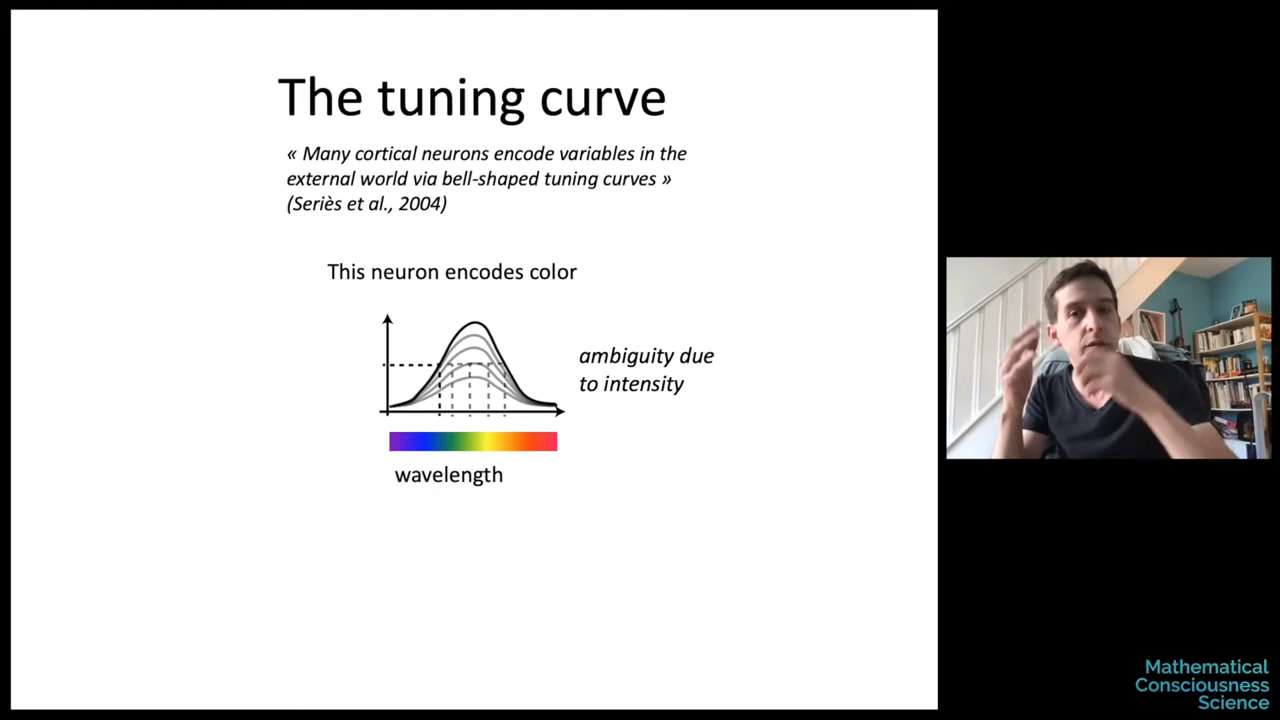 The tuning curve
« Many cortical neurons encode variables in the
external world via bell-shaped tuning curves »
(Seriès et al., 2004)
This neuron encodes color
ambiguity due
to intensity
wavelength
Mathematical
Consciousness
Science